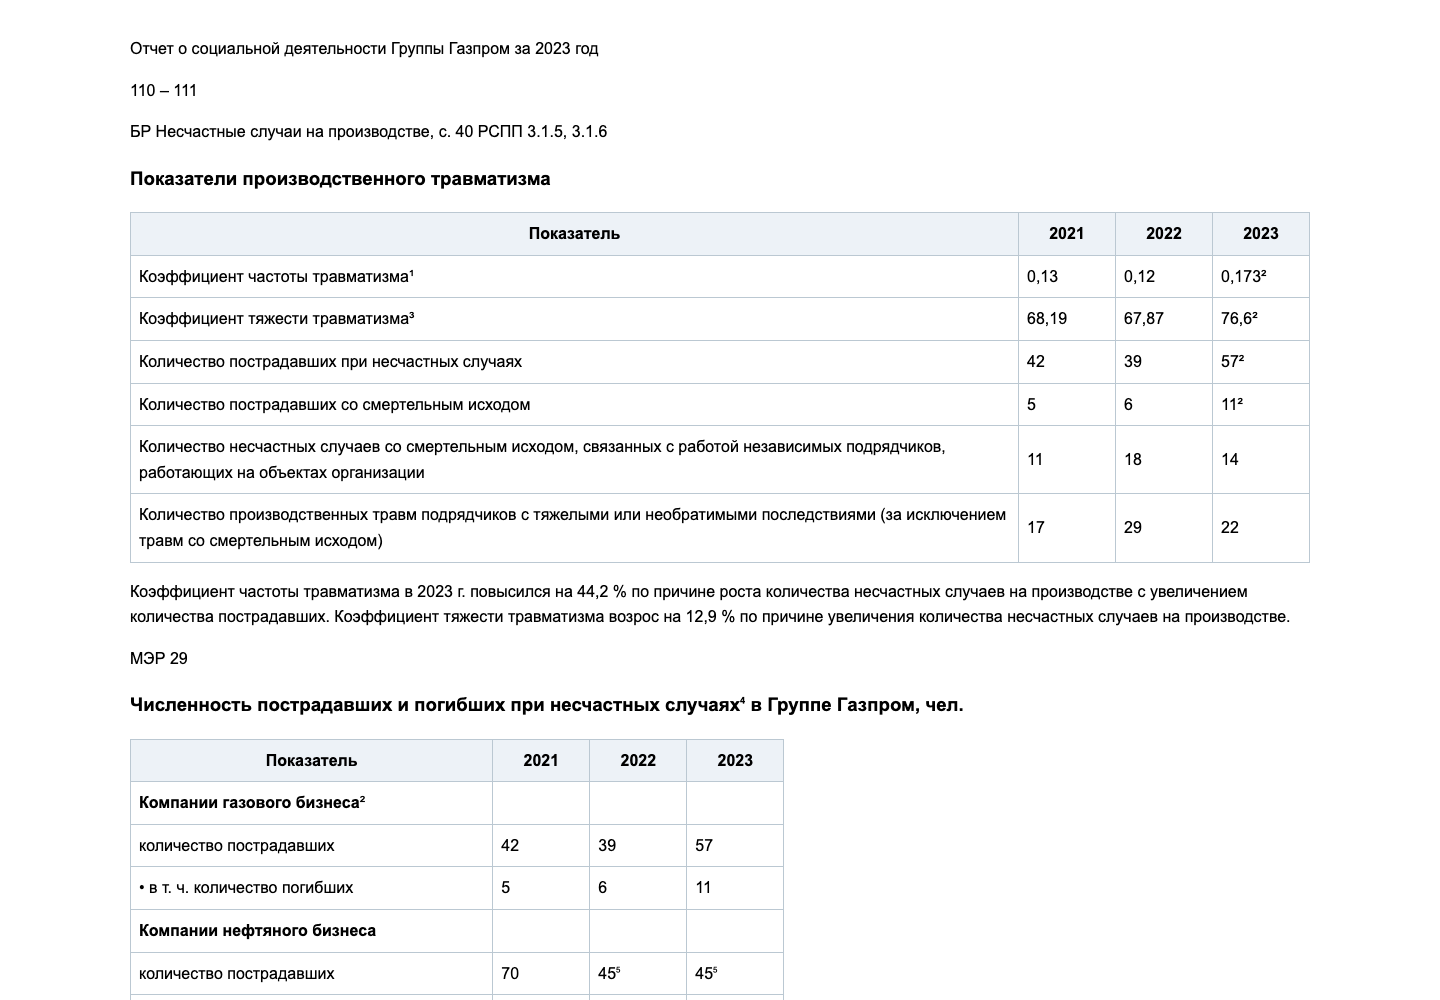 Отчет о социальной деятельности Группы Газпром за 2023 год
110 – 111
БР Несчастные случаи на производстве, с. 40 РСПП 3.1.5, 3.1.6
Показатели производственного травматизма
Показатель 2021 2022 2023
Коэффициент частоты травматизма¹ 0,13 0,12 0,173²
Коэффициент тяжести травматизма³ 68,19 67,87 76,6²
Количество пострадавших при несчастных случаях 42 39 57²
Количество пострадавших со смертельным исходом 5 6 11²
Количество несчастных случаев со смертельным исходом, связанных с работой независимых подрядчиков,
работающих на объектах организации 11 18 14
Количество производственных травм подрядчиков с тяжелыми или необратимыми последствиями (за исключением
травм со смертельным исходом) 17 29 22
Коэффициент частоты травматизма в 2023 г. повысился на 44,2 % по причине роста количества несчастных случаев на производстве с увеличением
количества пострадавших. Коэффициент тяжести травматизма возрос на 12,9 % по причине увеличения количества несчастных случаев на производстве.
МЭР 29
Численность пострадавших и погибших при несчастных случаях⁴ в Группе Газпром, чел.
Показатель 2021 2022 2023
Компании газового бизнеса²
количество пострадавших 42 39 57
• в т. ч. количество погибших 5 6 11
Компании нефтяного бизнеса
количество пострадавших 70 45⁵ 45⁵